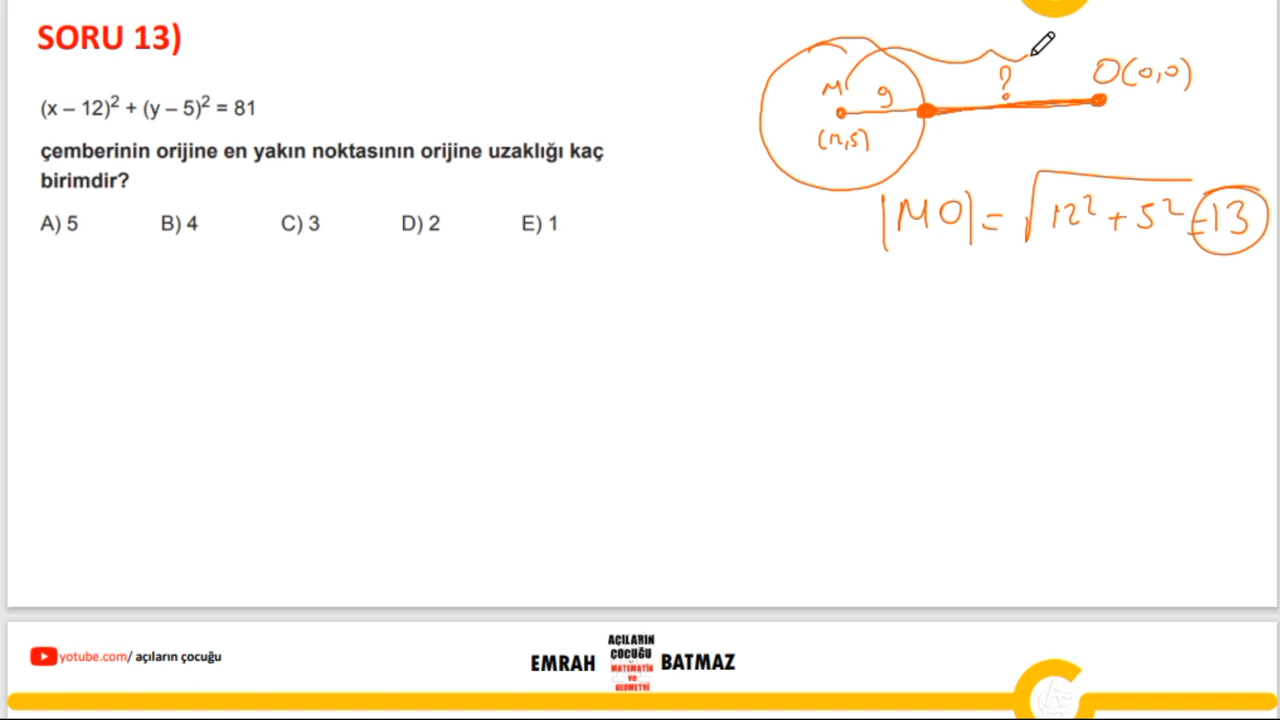 SORU 13)
(x – 12)² + (y – 5)² = 81
çemberinin orijine en yakın noktasının orijine uzaklığı kaç
birimdir?
A) 5 B) 4 C) 3 D) 2 E) 1
M 9 ? O(0,0)
(12,5)
|MO| = √12² + 5² = 13
yotube.com/ açıların çocuğu
EMRAH
AÇILARIN
ÇOCUĞU
MATEMATİK
ve
GEOMETRİ
BATMAZ